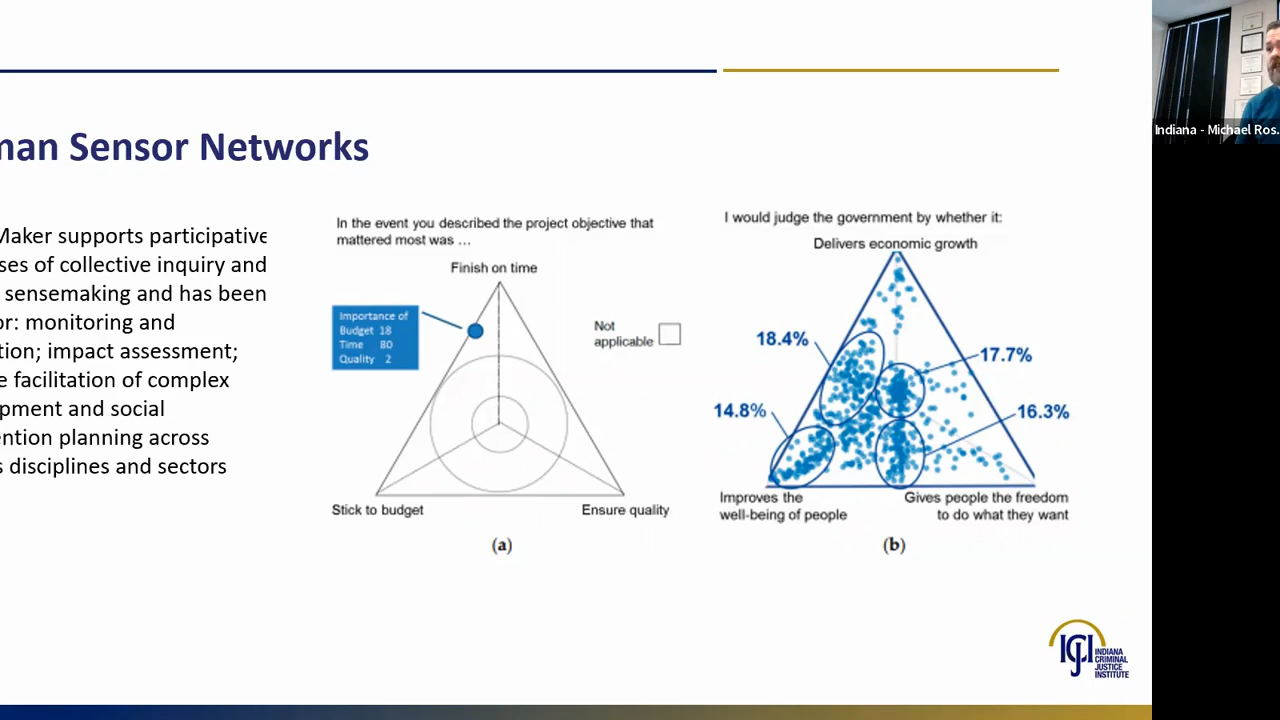 man Sensor Networks
Maker supports participative
ses of collective inquiry and
sensemaking and has been
or: monitoring and
tion; impact assessment;
e facilitation of complex
pment and social
ention planning across
s disciplines and sectors
In the event you described the project objective that
mattered most was ...
Finish on time
Importance of
Budget 18
Time 80
Quality 2
Not
applicable
Stick to budget
Ensure quality
(a)
I would judge the government by whether it:
Delivers economic growth
18.4%
17.7%
14.8%
16.3%
Improves the
well-being of people
Gives people the freedom
to do what they want
(b)
ICJI
INDIANA
CRIMINAL
JUSTICE
INSTITUTE
Indiana - Michael Ros.